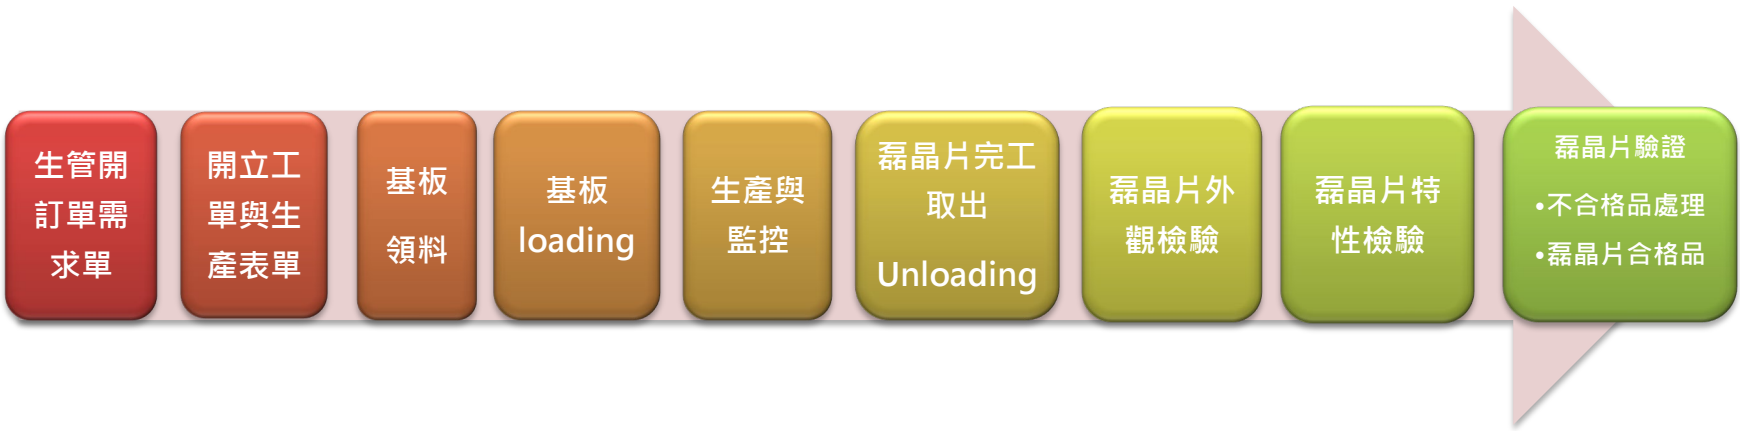 生管開
訂單需
求單
開立工
單與生
產表單
基板
領料
基板
loading
生產與
監控
磊晶片完工
取出
Unloading
磊晶片外
觀檢驗
磊晶片特
性檢驗
磊晶片驗證
•不合格品處理
•磊晶片合格品